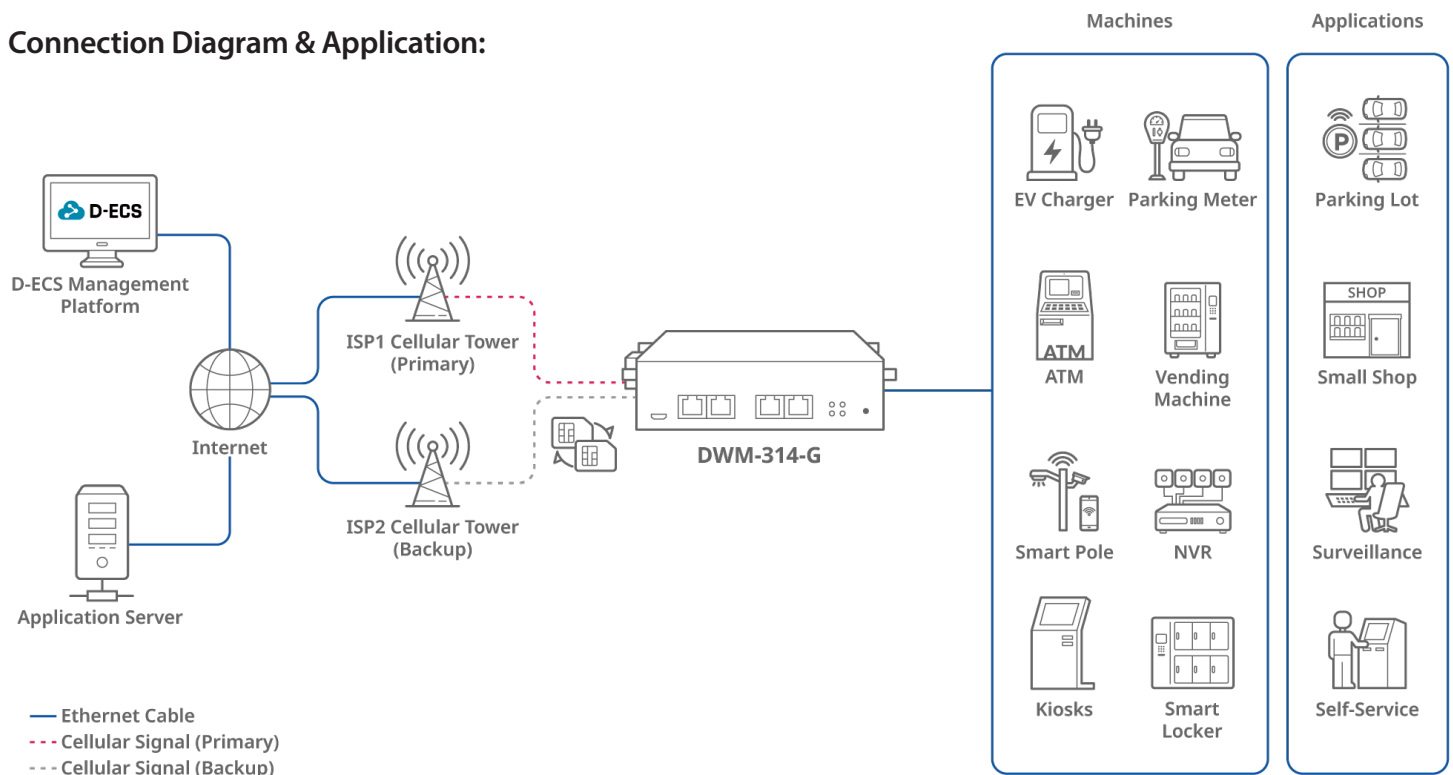 Connection Diagram & Application:
Machines
Applications
EV Charger
Parking Meter
P
Parking Lot
D-ECS
D-ECS Management
Platform
ISP1 Cellular Tower
(Primary)
ATM
ATM
Vending
Machine
SHOP
Small Shop
Internet
DWM-314-G
ISP2 Cellular Tower
(Backup)
Smart Pole
NVR
Surveillance
Application Server
Kiosks
Smart
Locker
Self-Service
Ethernet Cable
Cellular Signal (Primary)
Cellular Signal (Backup)